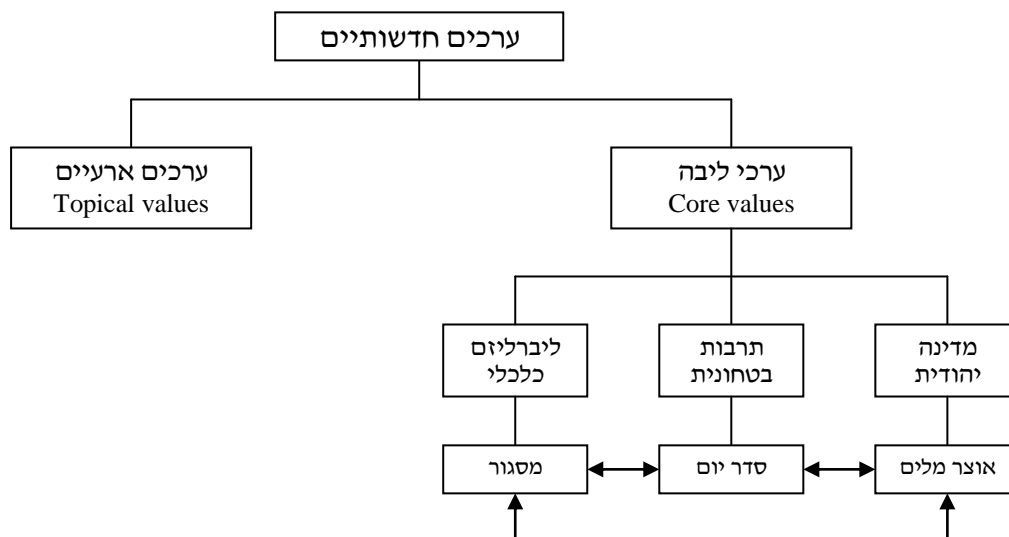 ערכים חדשותיים
ערכי ליבה
Core values
ערכים ארעיים
Topical values
מדינה
יהודית
תרבות
בטחונית
ליברליזם
כלכלי
אוצר מלים
סדר יום
מסגור